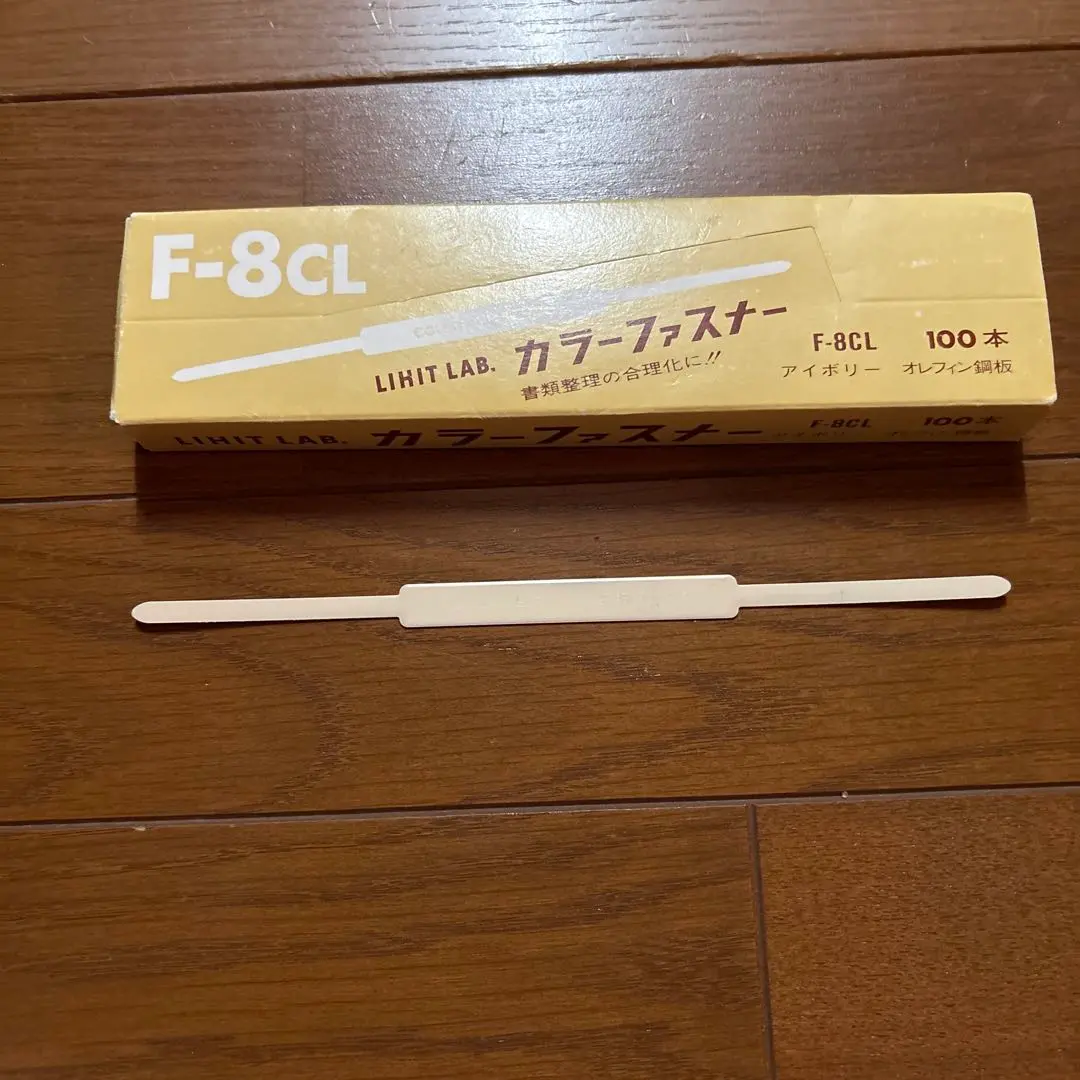 F-8CL
LIHIT LAB. カラーファスナー
書類整理の合理化に!!
F-8CL 100本
アイボリー オレフィン鋼板
LIHIT LAB. カラーファスナー
F-8CL 100本